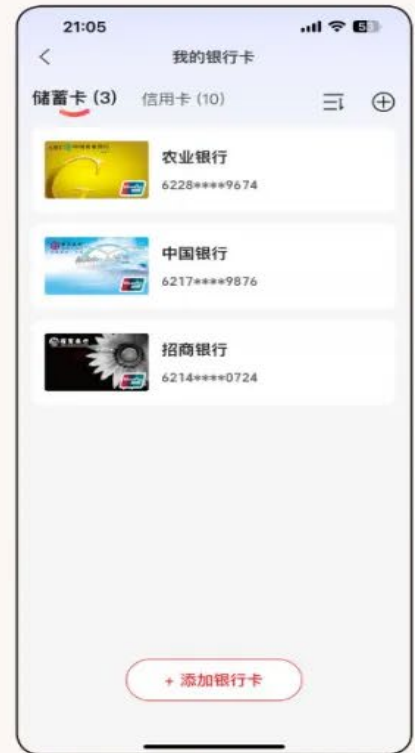 21:05
我的银行卡
储蓄卡 (3) 信用卡 (10)
农业银行
6228****9674
中国银行
6217****9876
招商银行
6214****0724
+ 添加银行卡